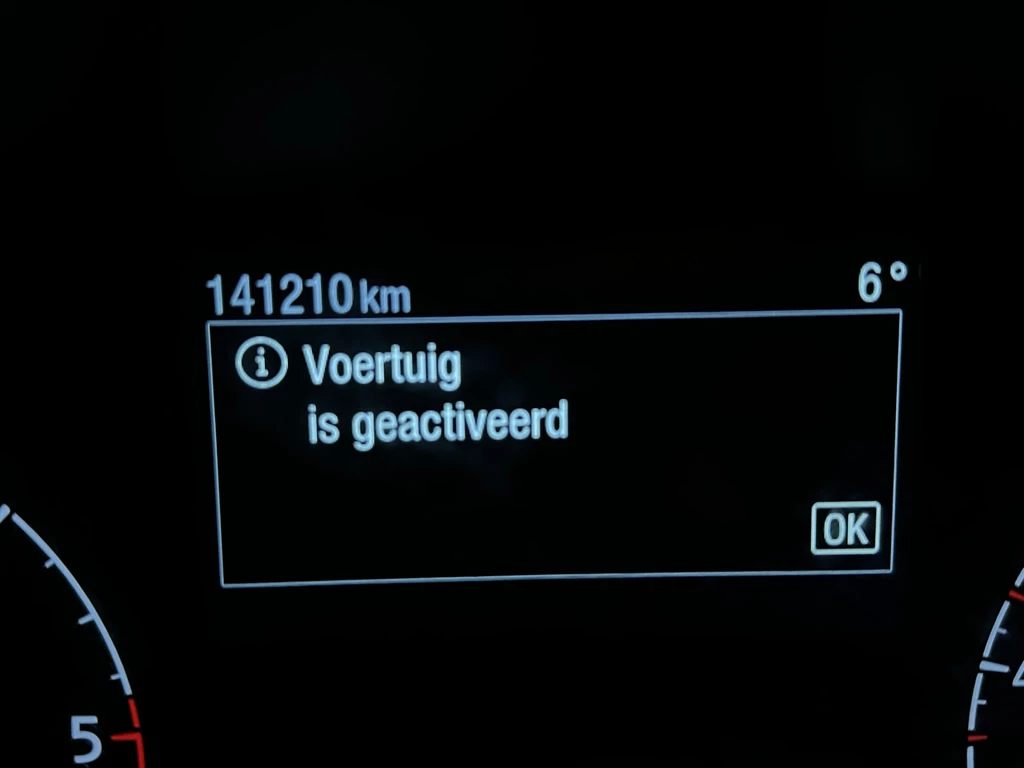 141210 km 6°
Voertuig
is geactiveerd
OK
5